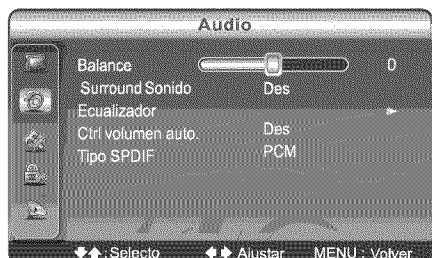 Audio
Balance 0
Surround Sonido Des
Ecualizador
Ctrl volumen auto. Des
Tipo SPDIF PCM
: Selecto : Ajustar MENU : Volver